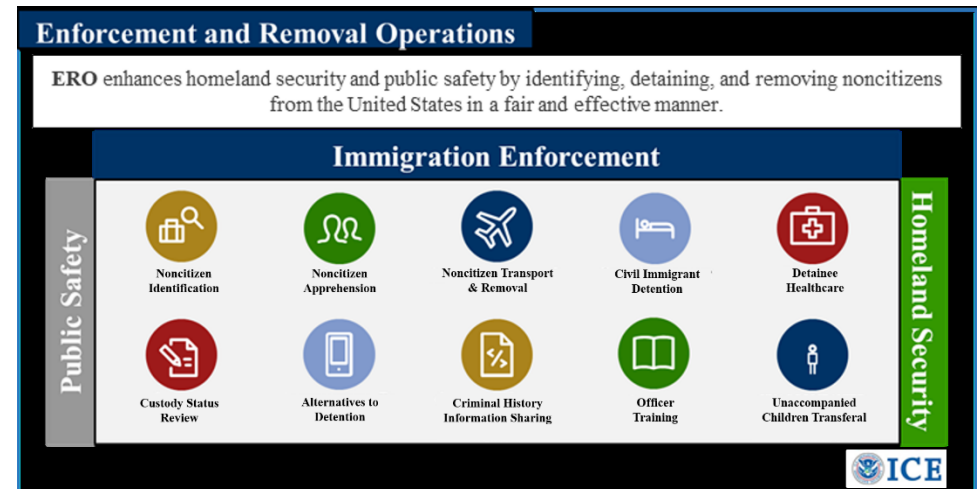 Enforcement and Removal Operations
ERO enhances homeland security and public safety by identifying, detaining, and removing noncitizens
from the United States in a fair and effective manner.
Immigration Enforcement
Public Safety
Noncitizen
Identification
Noncitizen
Apprehension
Noncitizen Transport
& Removal
Civil Immigrant
Detention
Detainee
Healthcare
Custody Status
Review
Alternatives to
Detention
Criminal History
Information Sharing
Officer
Training
Unaccompanied
Children Transferal
Homeland Security
ICE